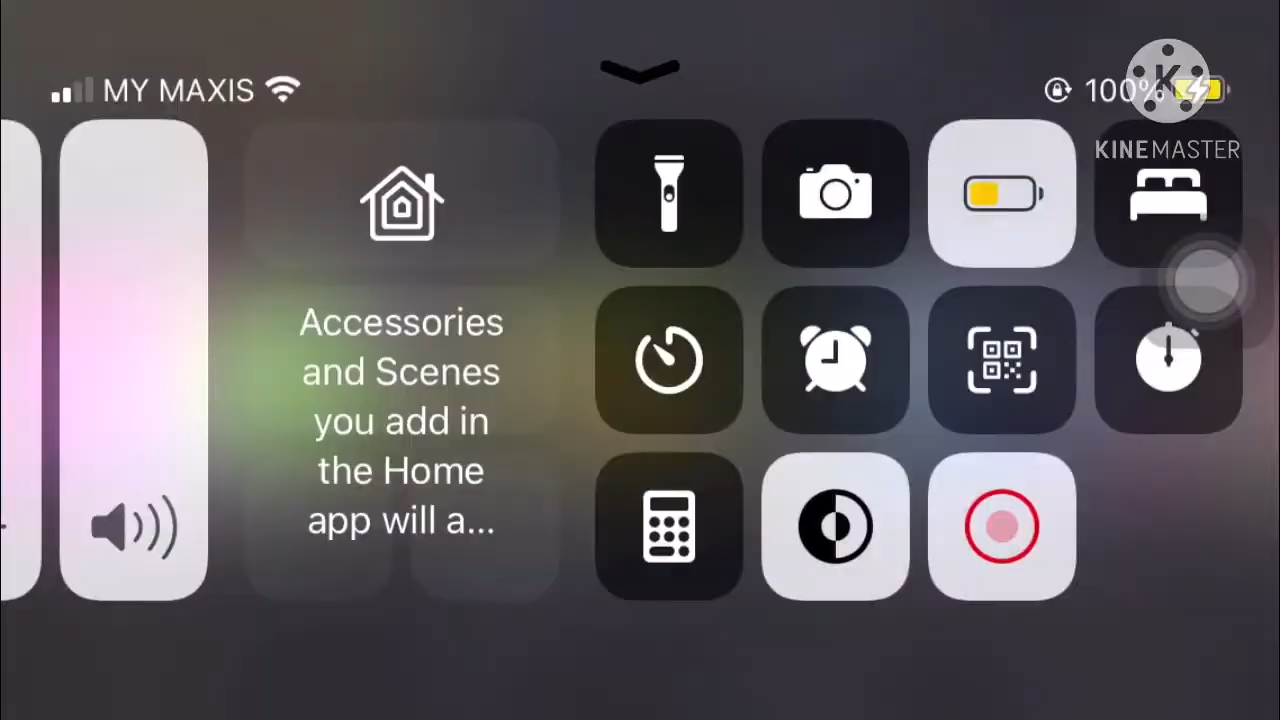 MY MAXIS
100%
K
KINEMASTER
Accessories
and Scenes
you add in
the Home
app will a...